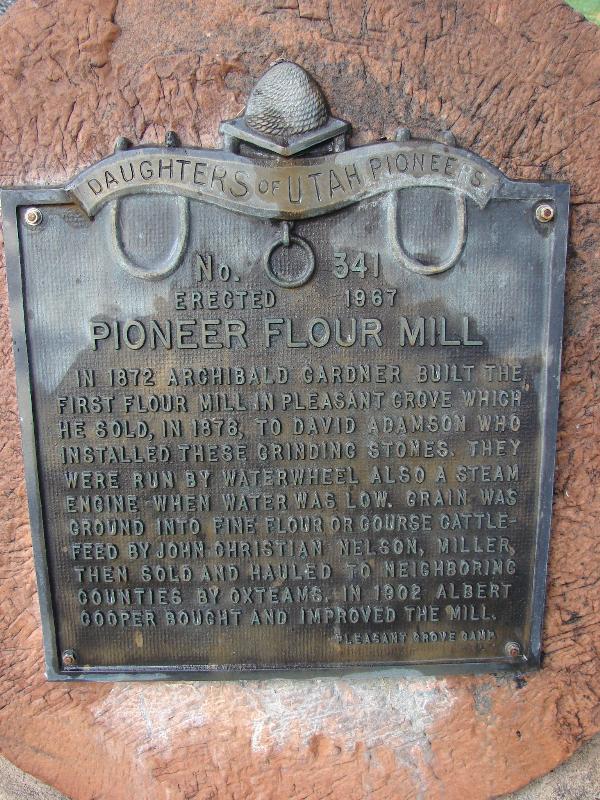 DAUGHTERS OF UTAH PIONEERS
No. 341
ERECTED 1967
PIONEER FLOUR MILL
IN 1872 ARCHIBALD GARDNER BUILT THE
FIRST FLOUR MILL IN PLEASANT GROVE WHICH
HE SOLD, IN 1878, TO DAVID ADAMSON WHO
INSTALLED THESE GRINDING STONES. THEY
WERE RUN BY WATERWHEEL ALSO A STEAM
ENGINE WHEN WATER WAS LOW. GRAIN WAS
GROUND INTO FINE FLOUR OR COURSE CATTLE-
FEED BY JOHN CHRISTIAN NELSON, MILLER,
THEN SOLD AND HAULED TO NEIGHBORING
COUNTIES BY OXTEAMS. IN 1902 ALBERT
COOPER BOUGHT AND IMPROVED THE MILL.
PLEASANT GROVE CAMP